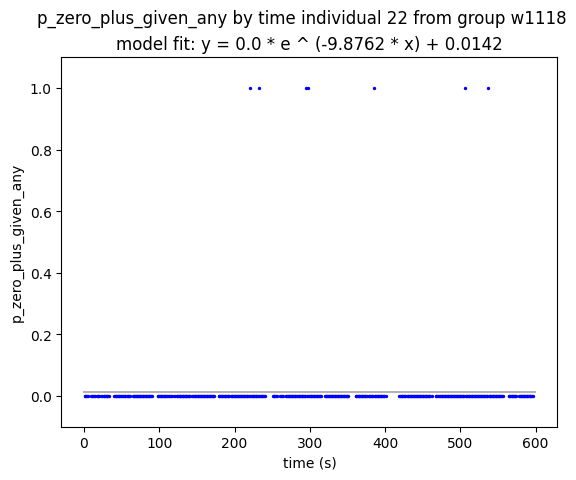 p_zero_plus_given_any by time individual 22 from group w1118
model fit: y = 0.0 * e ^ (-9.8762 * x) + 0.0142
1.0
0.8
0.6
0.4
0.2
0.0
p_zero_plus_given_any
0 100 200 300 400 500 600
time (s)